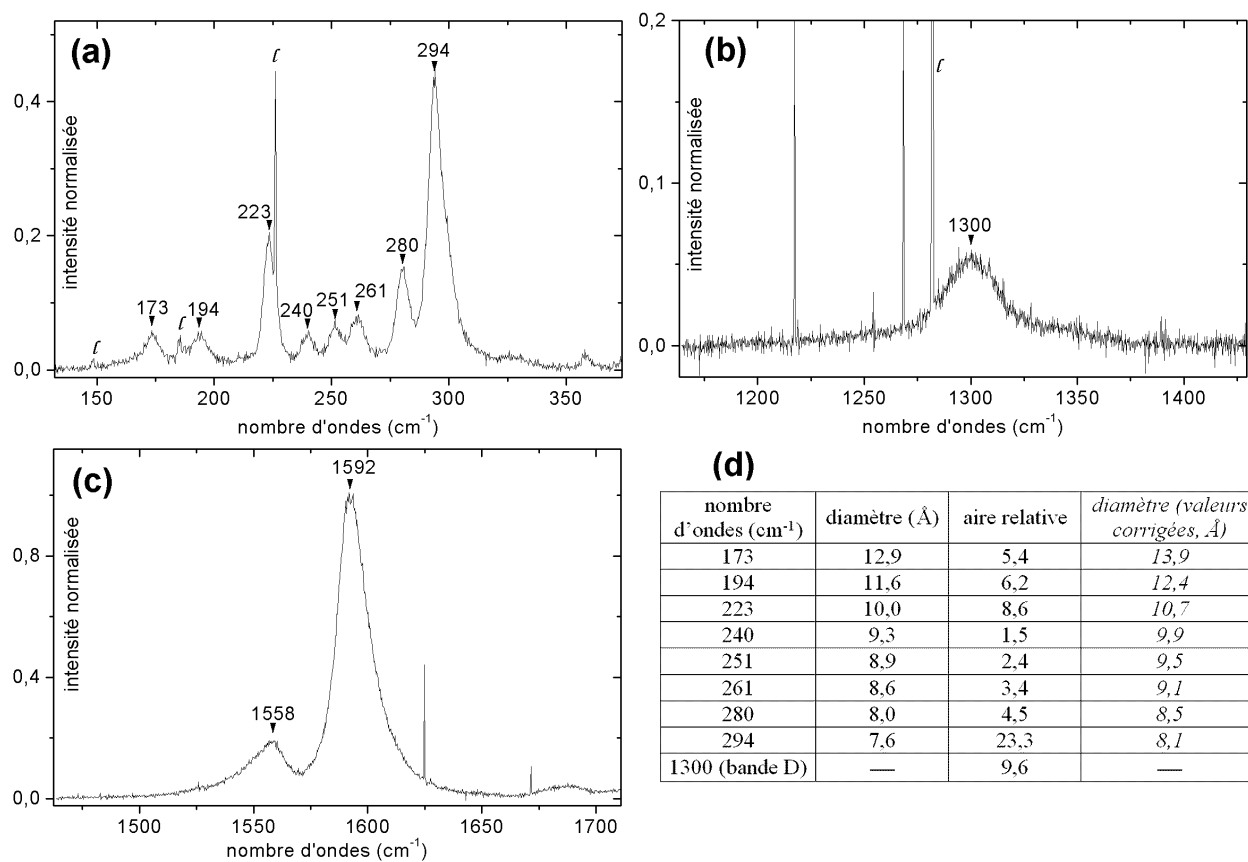 (a)
294
ℓ
223
280
173
ℓ
194
240
251
261
ℓ
0,4
0,2
0,0
intensité normalisée
150
200
250
300
350
nombre d'ondes (cm⁻¹)
(b)
ℓ
1300
0,2
0,1
0,0
intensité normalisée
1200
1250
1300
1350
1400
nombre d'ondes (cm⁻¹)
(c)
1592
1558
0,8
0,4
0,0
intensité normalisée
1500
1550
1600
1650
1700
nombre d'ondes (cm⁻¹)
(d)
nombre d’ondes (cm⁻¹) diamètre (Å) aire relative diamètre (valeurs corrigées, Å)
173 12,9 5,4 13,9
194 11,6 6,2 12,4
223 10,0 8,6 10,7
240 9,3 1,5 9,9
251 8,9 2,4 9,5
261 8,6 3,4 9,1
280 8,0 4,5 8,5
294 7,6 23,3 8,1
1300 (bande D) — 9,6 —